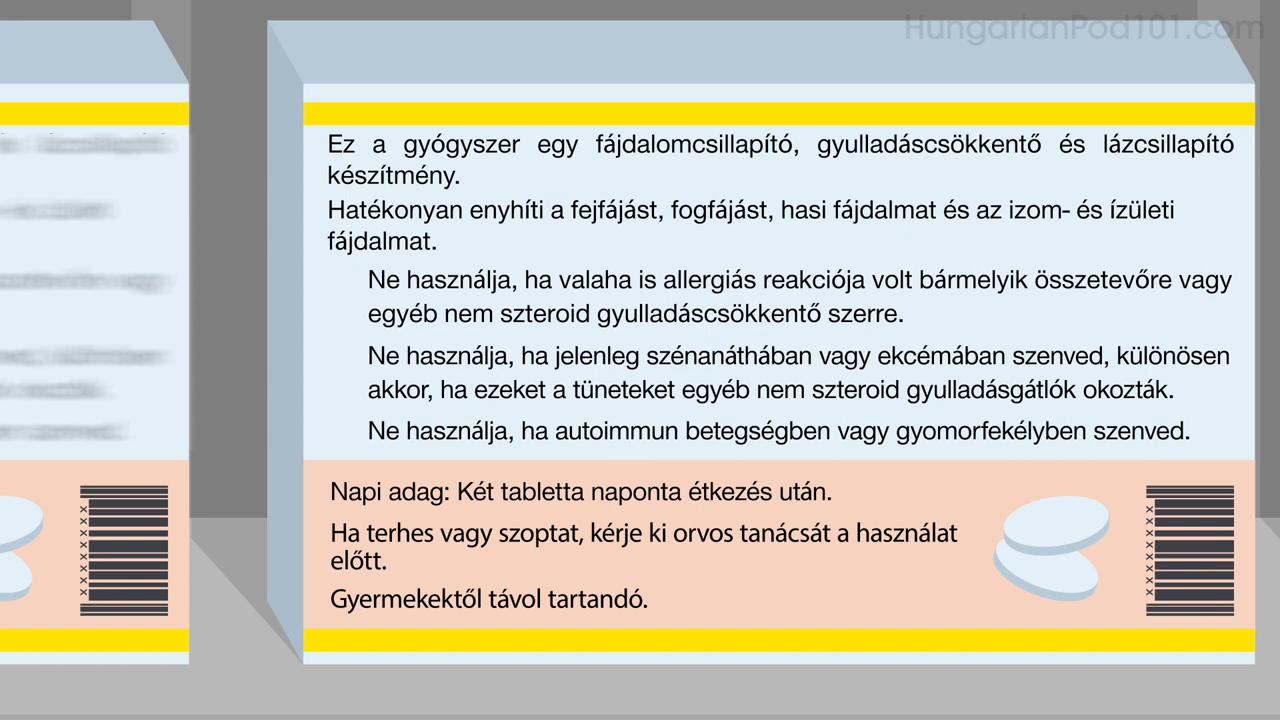 HungarianPod101.com
Ez a gyógyszer egy fájdalomcsillapító, gyulladáscsökkentő és lázcsillapító
készítmény.
Hatékonyan enyhíti a fejfájást, fogfájást, hasi fájdalmat és az izom- és ízületi
fájdalmat.
Ne használja, ha valaha is allergiás reakciója volt bármelyik összetevőre vagy
egyéb nem szteroid gyulladáscsökkentő szerre.
Ne használja, ha jelenleg szénanáthában vagy ekcémában szenved, különösen
akkor, ha ezeket a tüneteket egyéb nem szteroid gyulladásgátlók okozták.
Ne használja, ha autoimmun betegségben vagy gyomorfekélyben szenved.
Napi adag: Két tabletta naponta étkezés után.
Ha terhes vagy szoptat, kérje ki orvos tanácsát a használat
előtt.
Gyermekektől távol tartandó.